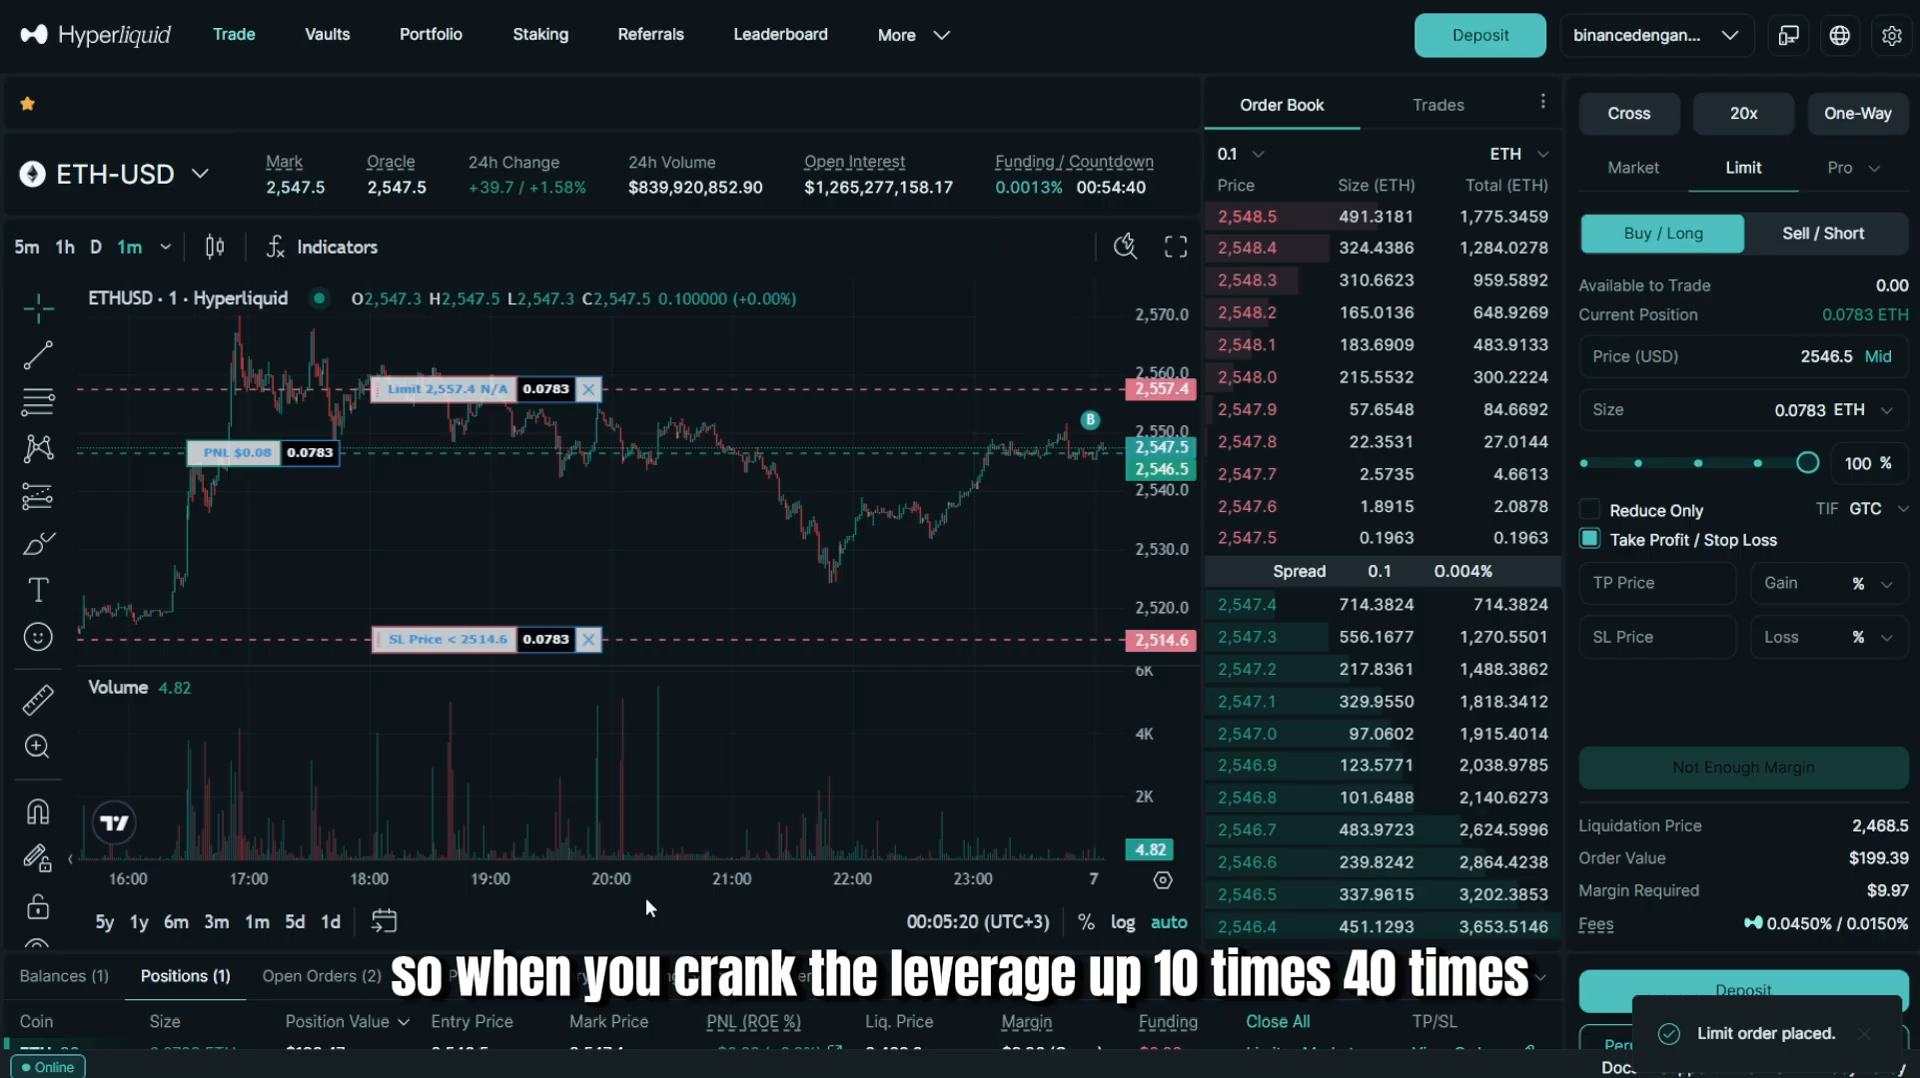 Hyperliquid Trade Vaults Portfolio Staking Referrals Leaderboard More Deposit binancedengan...
ETH-USD
Mark Oracle 24h Change 24h Volume Open Interest Funding / Countdown
2,547.5 2,547.5 +39.7 / +1.58% $839,920,852.90 $1,265,277,158.17 0.0013% 00:54:40
5m 1h D 1m Indicators
ETHUSD · 1 · Hyperliquid O2,547.3 H2,547.5 L2,547.3 C2,547.5 0.100000 (+0.00%)
2,570.0
2,560.0
Limit 2,557.4 N/A 0.0783 2,557.4
B
2,550.0
2,547.5
PNL $0.08 0.0783
2,546.5
2,540.0
2,530.0
2,520.0
SL Price < 2514.6 0.0783 2,514.6
6K
Volume 4.82
4K
2K
4.82
16:00 17:00 18:00 19:00 20:00 21:00 22:00 23:00 7
5y 1y 6m 3m 1m 5d 1d 00:05:20 (UTC+3) % log auto
Order Book Trades
0.1 ETH
Price Size (ETH) Total (ETH)
2,548.5 491.3181 1,775.3459
2,548.4 324.4386 1,284.0278
2,548.3 310.6623 959.5892
2,548.2 165.0136 648.9269
2,548.1 183.6909 483.9133
2,548.0 215.5532 300.2224
2,547.9 57.6548 84.6692
2,547.8 22.3531 27.0144
2,547.7 2.5735 4.6613
2,547.6 1.8915 2.0878
2,547.5 0.1963 0.1963
Spread 0.1 0.004%
2,547.4 714.3824 714.3824
2,547.3 556.1677 1,270.5501
2,547.2 217.8361 1,488.3862
2,547.1 329.9550 1,818.3412
2,547.0 97.0602 1,915.4014
2,546.9 123.5771 2,038.9785
2,546.8 101.6488 2,140.6273
2,546.7 483.9723 2,624.5996
2,546.6 239.8242 2,864.4238
2,546.5 337.9615 3,202.3853
2,546.4 451.1293 3,653.5146
Cross 20x One-Way
Market Limit Pro
Buy / Long Sell / Short
Available to Trade 0.00
Current Position 0.0783 ETH
Price (USD) 2546.5 Mid
Size 0.0783 ETH
100 %
Reduce Only TIF GTC
Take Profit / Stop Loss
TP Price Gain %
SL Price Loss %
Not Enough Margin
Liquidation Price 2,468.5
Order Value $199.39
Margin Required $9.97
Fees 0.0450% / 0.0150%
Deposit
Limit order placed.
Balances (1) Positions (1) Open Orders (2)
so when you crank the leverage up 10 times 40 times
Coin Size Position Value Entry Price Mark Price PNL (ROE %) Liq. Price Margin Funding Close All TP/SL
Online